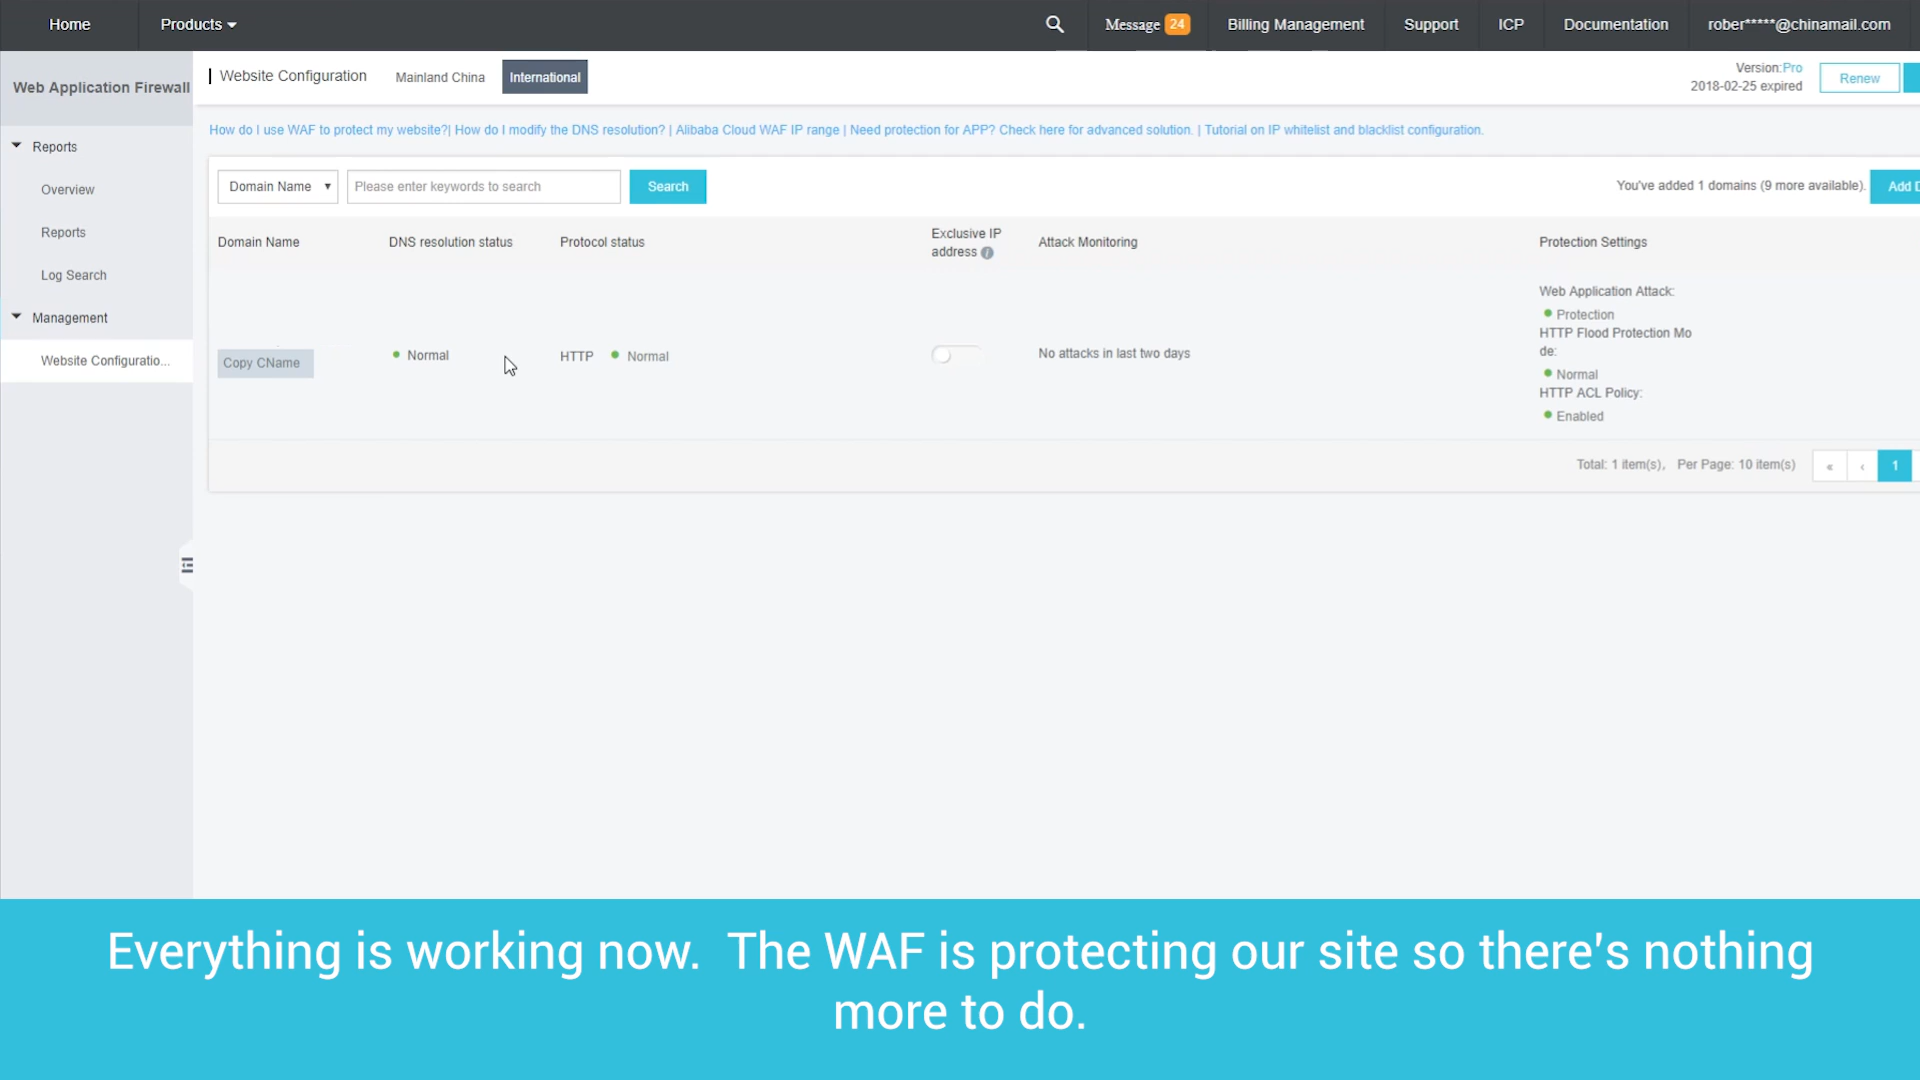 Home Products Message 24 Billing Management Support ICP Documentation rober*****@chinamail.com
Web Application Firewall
Website Configuration Mainland China International
Version:Pro
2018-02-25 expired
Renew
How do I use WAF to protect my website?| How do I modify the DNS resolution? | Alibaba Cloud WAF IP range | Need protection for APP? Check here for advanced solution. | Tutorial on IP whitelist and blacklist configuration.
Reports
Overview
Reports
Log Search
Management
Website Configuratio...
Domain Name Please enter keywords to search Search You've added 1 domains (9 more available). Add D
Domain Name DNS resolution status Protocol status Exclusive IP address Attack Monitoring Protection Settings
Copy CName Normal HTTP Normal No attacks in last two days
Web Application Attack:
Protection
HTTP Flood Protection Mo
de:
Normal
HTTP ACL Policy:
Enabled
Total: 1 item(s), Per Page: 10 item(s) « ‹ 1
Everything is working now. The WAF is protecting our site so there's nothing
more to do.